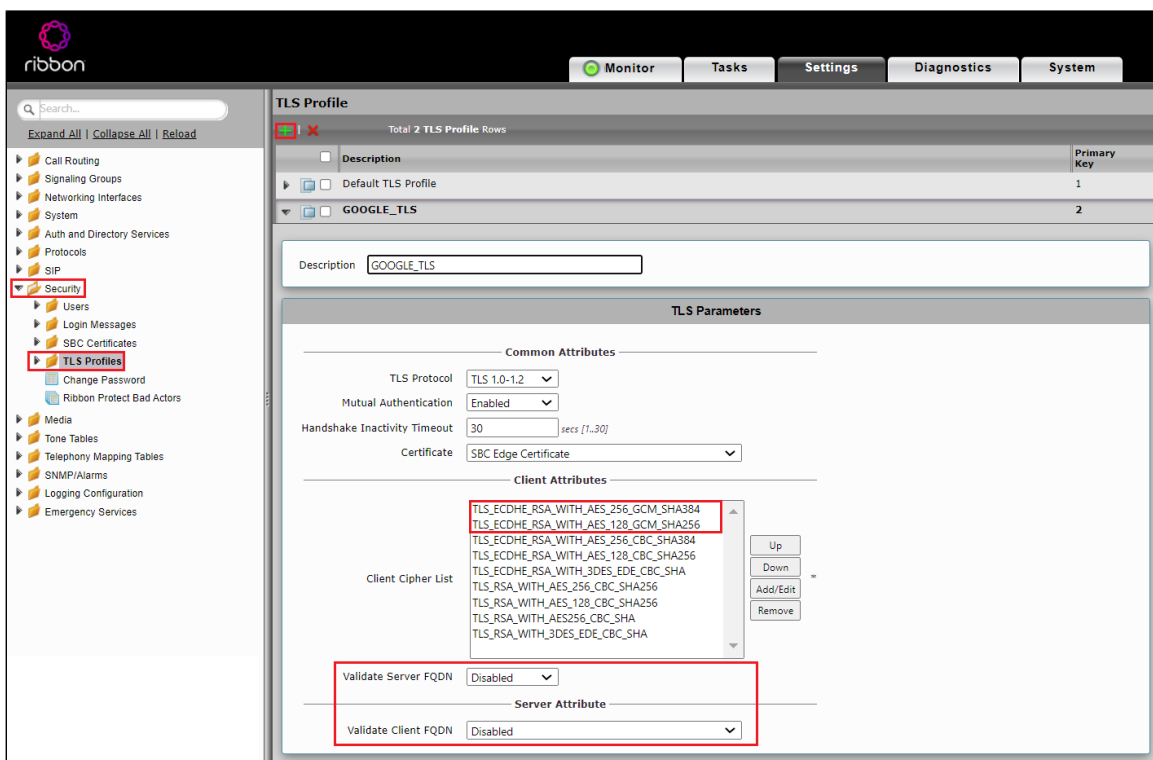 ribbon
Monitor Tasks Settings Diagnostics System
Search...
Expand All | Collapse All | Reload
Call Routing
Signaling Groups
Networking Interfaces
System
Auth and Directory Services
Protocols
SIP
Security
Users
Login Messages
SBC Certificates
TLS Profiles
Change Password
Ribbon Protect Bad Actors
Media
Tone Tables
Telephony Mapping Tables
SNMP/Alarms
Logging Configuration
Emergency Services
TLS Profile
Total 2 TLS Profile Rows
Description Primary Key
Default TLS Profile 1
GOOGLE_TLS 2
Description GOOGLE_TLS
TLS Parameters
Common Attributes
TLS Protocol TLS 1.0-1.2
Mutual Authentication Enabled
Handshake Inactivity Timeout 30 secs [1..30]
Certificate SBC Edge Certificate
Client Attributes
TLS_ECDHE_RSA_WITH_AES_256_GCM_SHA384
TLS_ECDHE_RSA_WITH_AES_128_GCM_SHA256
TLS_ECDHE_RSA_WITH_AES_256_CBC_SHA384
TLS_ECDHE_RSA_WITH_AES_128_CBC_SHA256
TLS_ECDHE_RSA_WITH_3DES_EDE_CBC_SHA
TLS_RSA_WITH_AES_256_CBC_SHA256
TLS_RSA_WITH_AES_128_CBC_SHA256
TLS_RSA_WITH_AES256_CBC_SHA
TLS_RSA_WITH_3DES_EDE_CBC_SHA
Client Cipher List
Up
Down
Add/Edit
Remove
*
Validate Server FQDN Disabled
Server Attribute
Validate Client FQDN Disabled